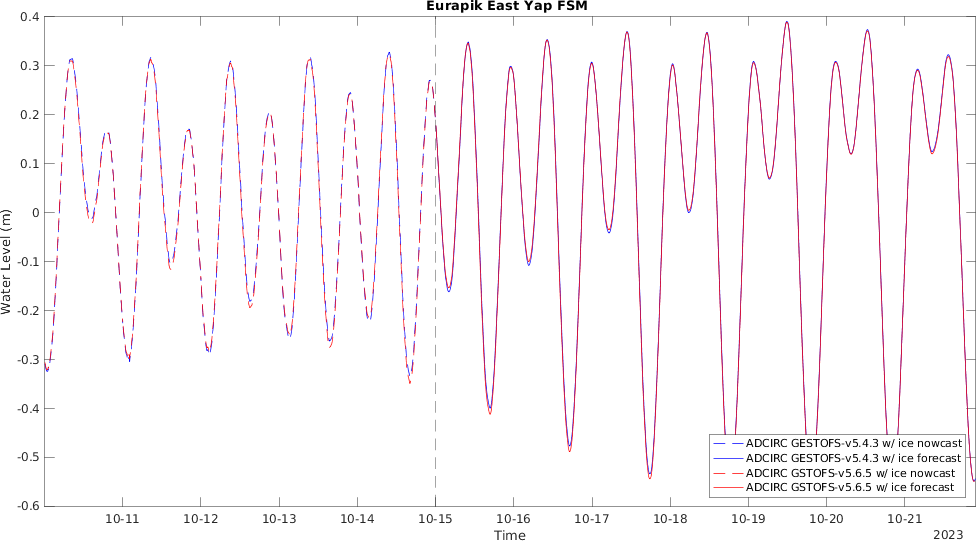 Eurapik East Yap FSM
0.4
0.3
0.2
0.1
0
-0.1
-0.2
-0.3
-0.4
-0.5
-0.6
Water Level (m)
ADCIRC GESTOFS-v5.4.3 w/ ice nowcast
ADCIRC GESTOFS-v5.4.3 w/ ice forecast
ADCIRC GSTOFS-v5.6.5 w/ ice nowcast
ADCIRC GSTOFS-v5.6.5 w/ ice forecast
10-11 10-12 10-13 10-14 10-15 10-16 10-17 10-18 10-19 10-20 10-21
Time
2023